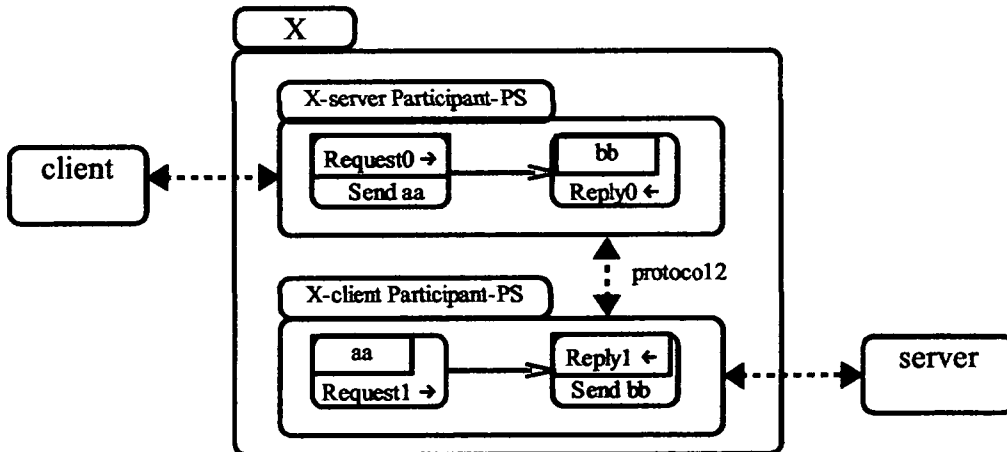 X
X-server Participant-PS
client
Request0 →
Send aa
bb
Reply0 ←
protocol2
X-client Participant-PS
aa
Request1 →
Reply1 ←
Send bb
server